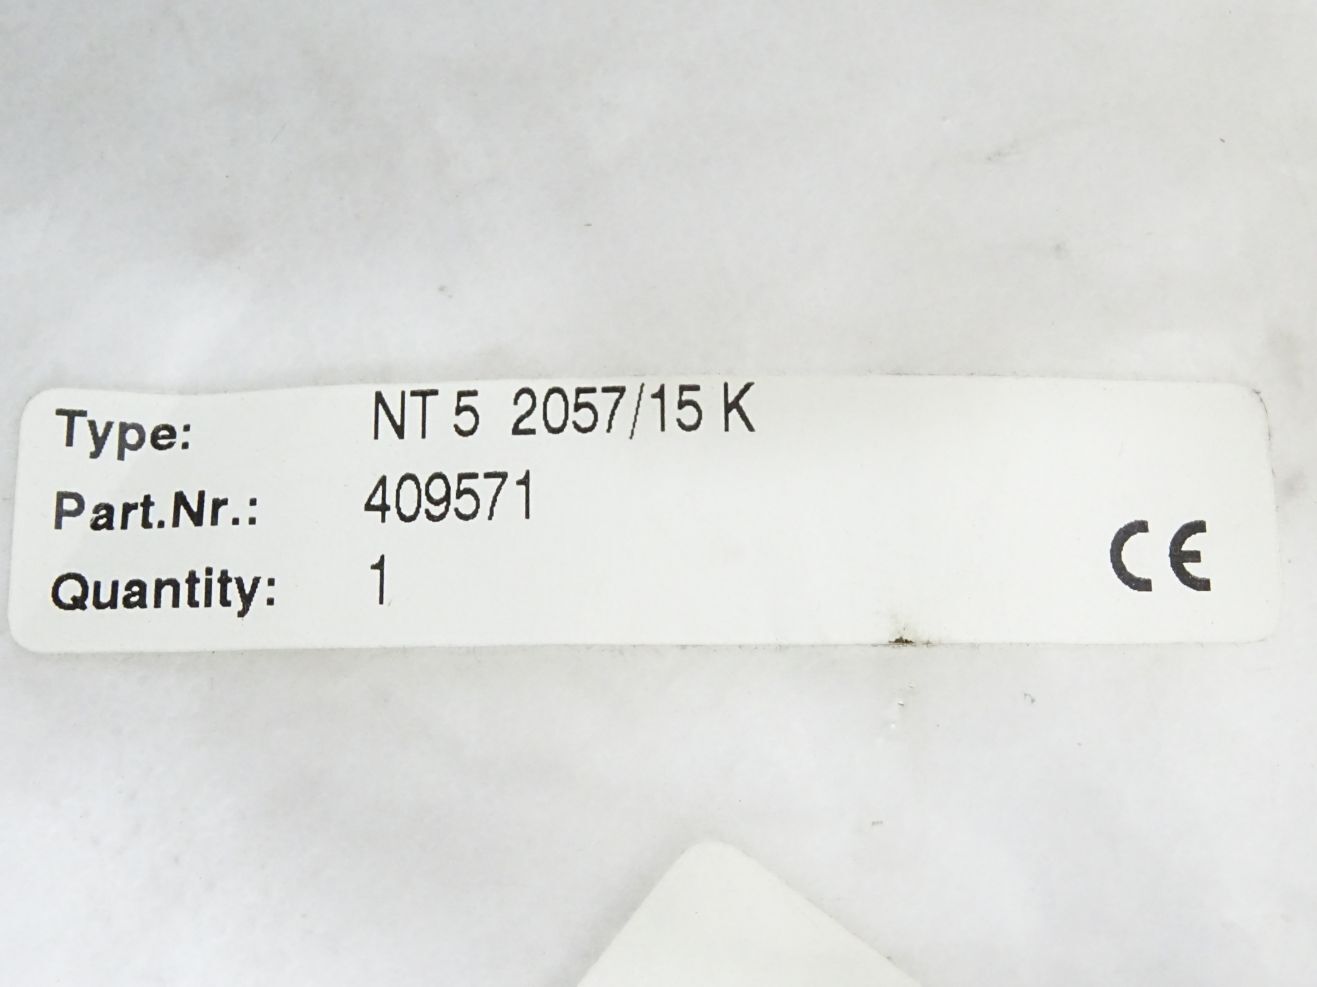 Type: NT 5 2057/15 K
Part.Nr.: 409571
Quantity: 1
CE